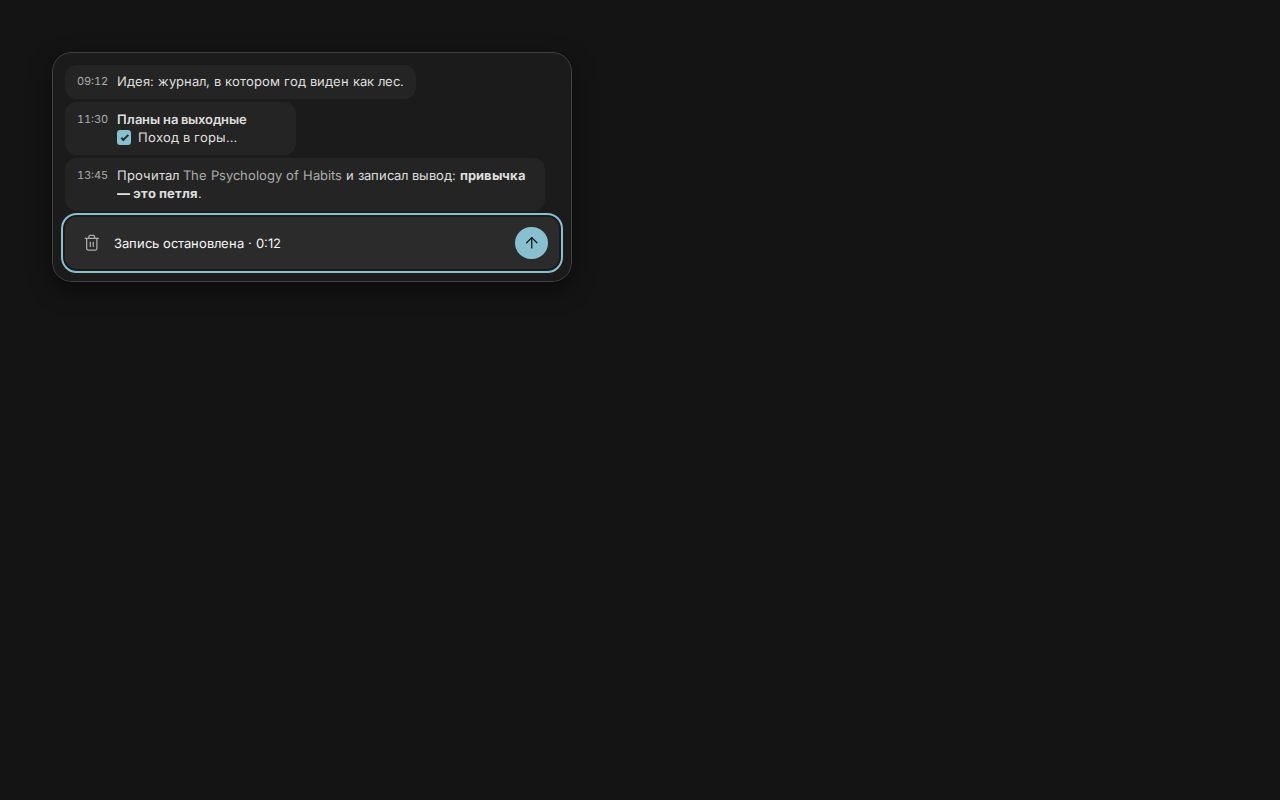 09:12 Идея: журнал, в котором год виден как лес.
11:30 Планы на выходные
Поход в горы...
13:45 Прочитал The Psychology of Habits и записал вывод: привычка
— это петля.
Запись остановлена · 0:12